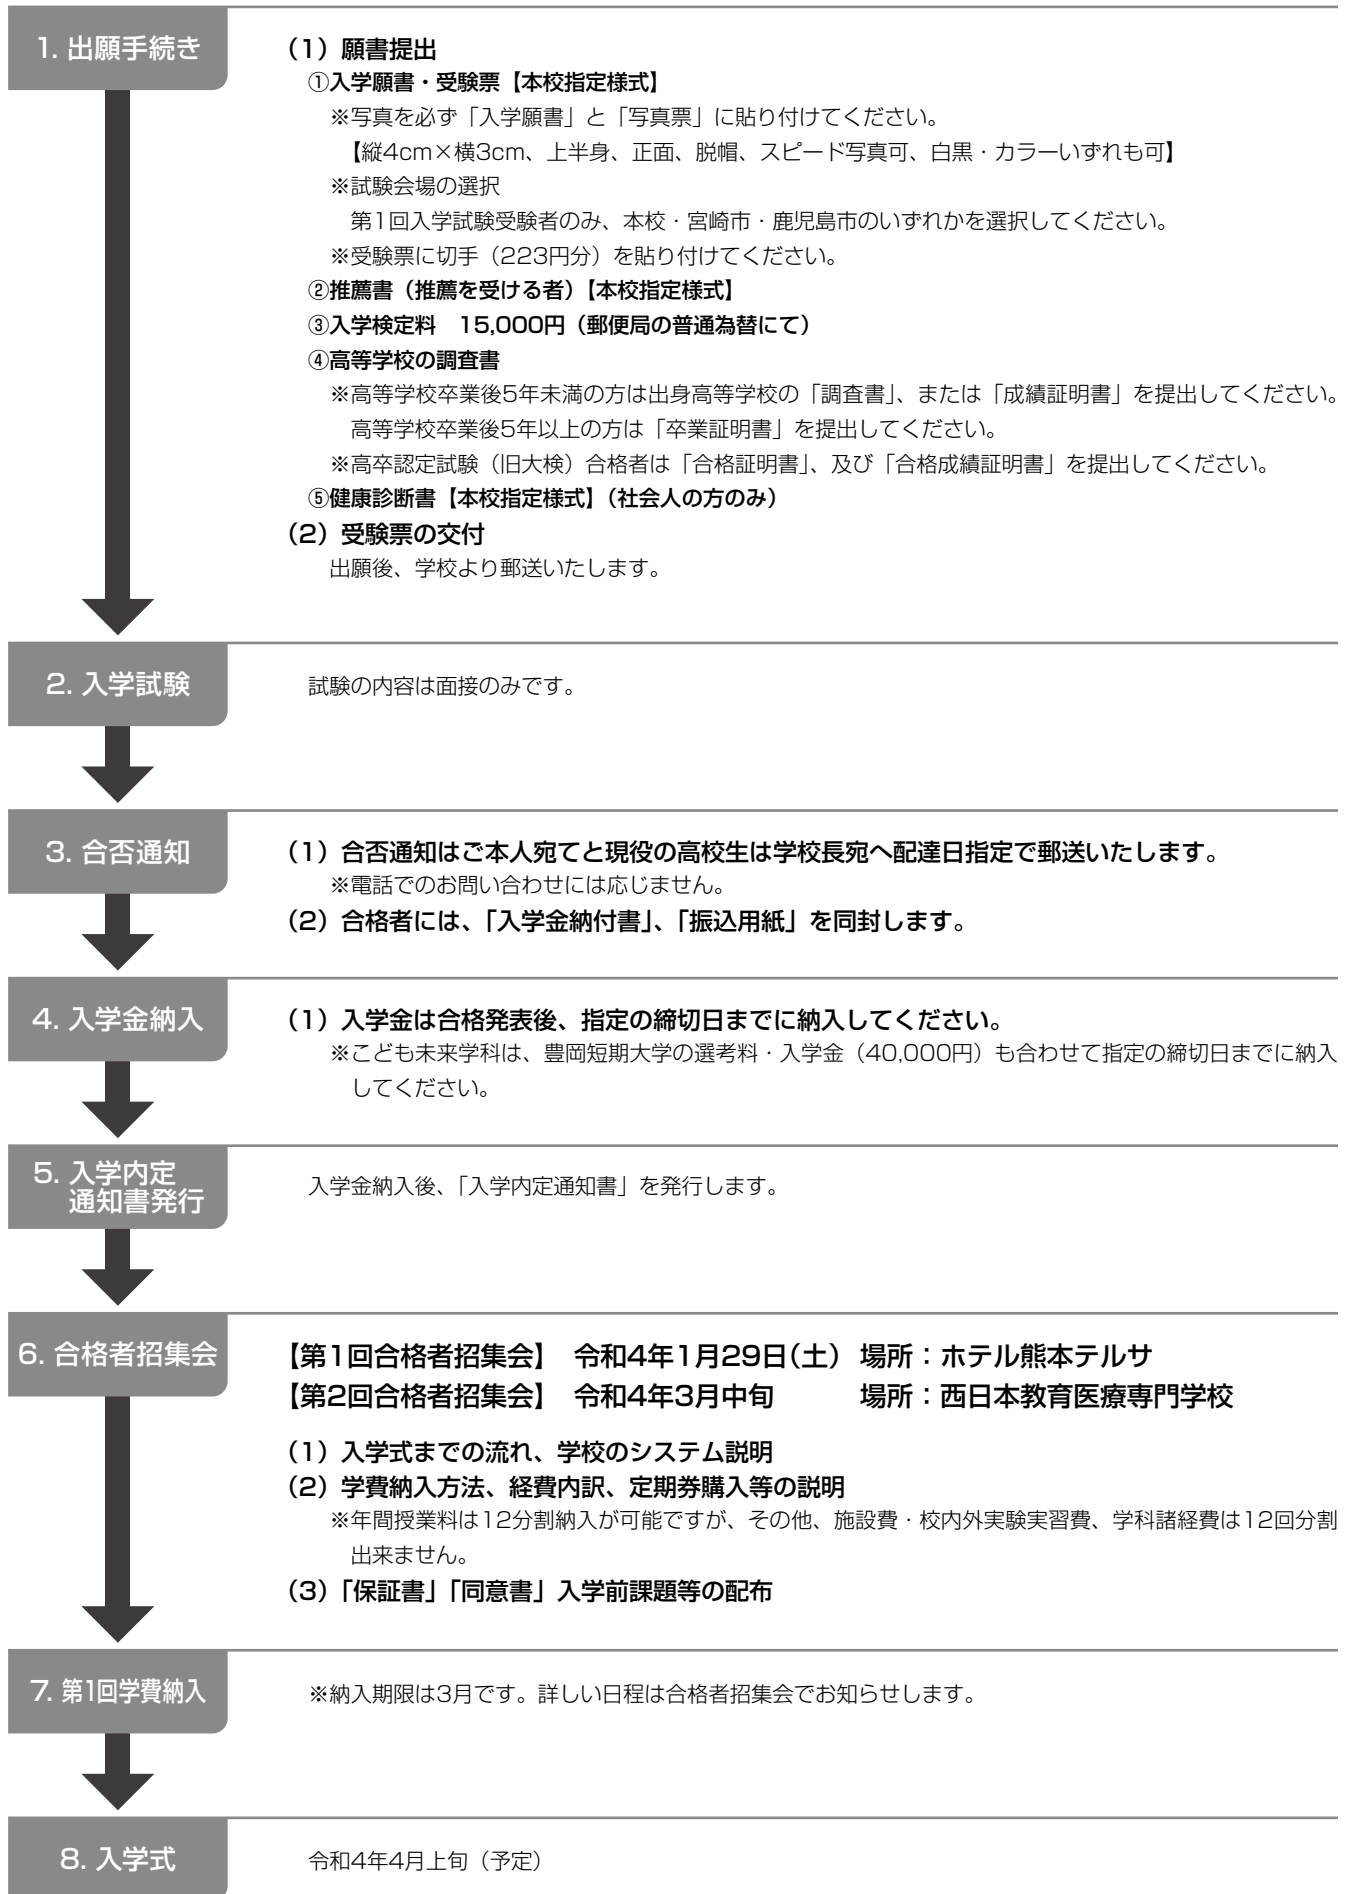 1. 出願手続き
（1）願書提出
①入学願書・受験票【本校指定様式】
※写真を必ず「入学願書」と「写真票」に貼り付けてください。
【縦4cm×横3cm、上半身、正面、脱帽、スピード写真可、白黒・カラーいずれも可】
※試験会場の選択
第1回入学試験受験者のみ、本校・宮崎市・鹿児島市のいずれかを選択してください。
※受験票に切手（223円分）を貼り付けてください。
②推薦書（推薦を受ける者）【本校指定様式】
③入学検定料　15,000円（郵便局の普通為替にて）
④高等学校の調査書
※高等学校卒業後5年未満の方は出身高等学校の「調査書」、または「成績証明書」を提出してください。
高等学校卒業後5年以上の方は「卒業証明書」を提出してください。
※高卒認定試験（旧大検）合格者は「合格証明書」、及び「合格成績証明書」を提出してください。
⑤健康診断書【本校指定様式】（社会人の方のみ）
（2）受験票の交付
出願後、学校より郵送いたします。
2. 入学試験
試験の内容は面接のみです。
3. 合否通知
（1）合否通知はご本人宛てと現役の高校生は学校長宛へ配達日指定で郵送いたします。
※電話でのお問い合わせには応じません。
（2）合格者には、「入学金納付書」、「振込用紙」を同封します。
4. 入学金納入
（1）入学金は合格発表後、指定の締切日までに納入してください。
※こども未来学科は、豊岡短期大学の選考料・入学金（40,000円）も合わせて指定の締切日までに納入
してください。
5. 入学内定
通知書発行
入学金納入後、「入学内定通知書」を発行します。
6. 合格者招集会
【第1回合格者招集会】　令和4年1月29日（土）　場所：ホテル熊本テルサ
【第2回合格者招集会】　令和4年3月中旬　場所：西日本教育医療専門学校
（1）入学式までの流れ、学校のシステム説明
（2）学費納入方法、経費内訳、定期券購入等の説明
※年間授業料は12分割納入が可能ですが、その他、施設費・校内外実験実習費、学科諸経費は12回分割
出来ません。
（3）「保証書」「同意書」入学前課題等の配布
7. 第1回学費納入
※納入期限は3月です。詳しい日程は合格者招集会でお知らせします。
8. 入学式
令和4年4月上旬（予定）